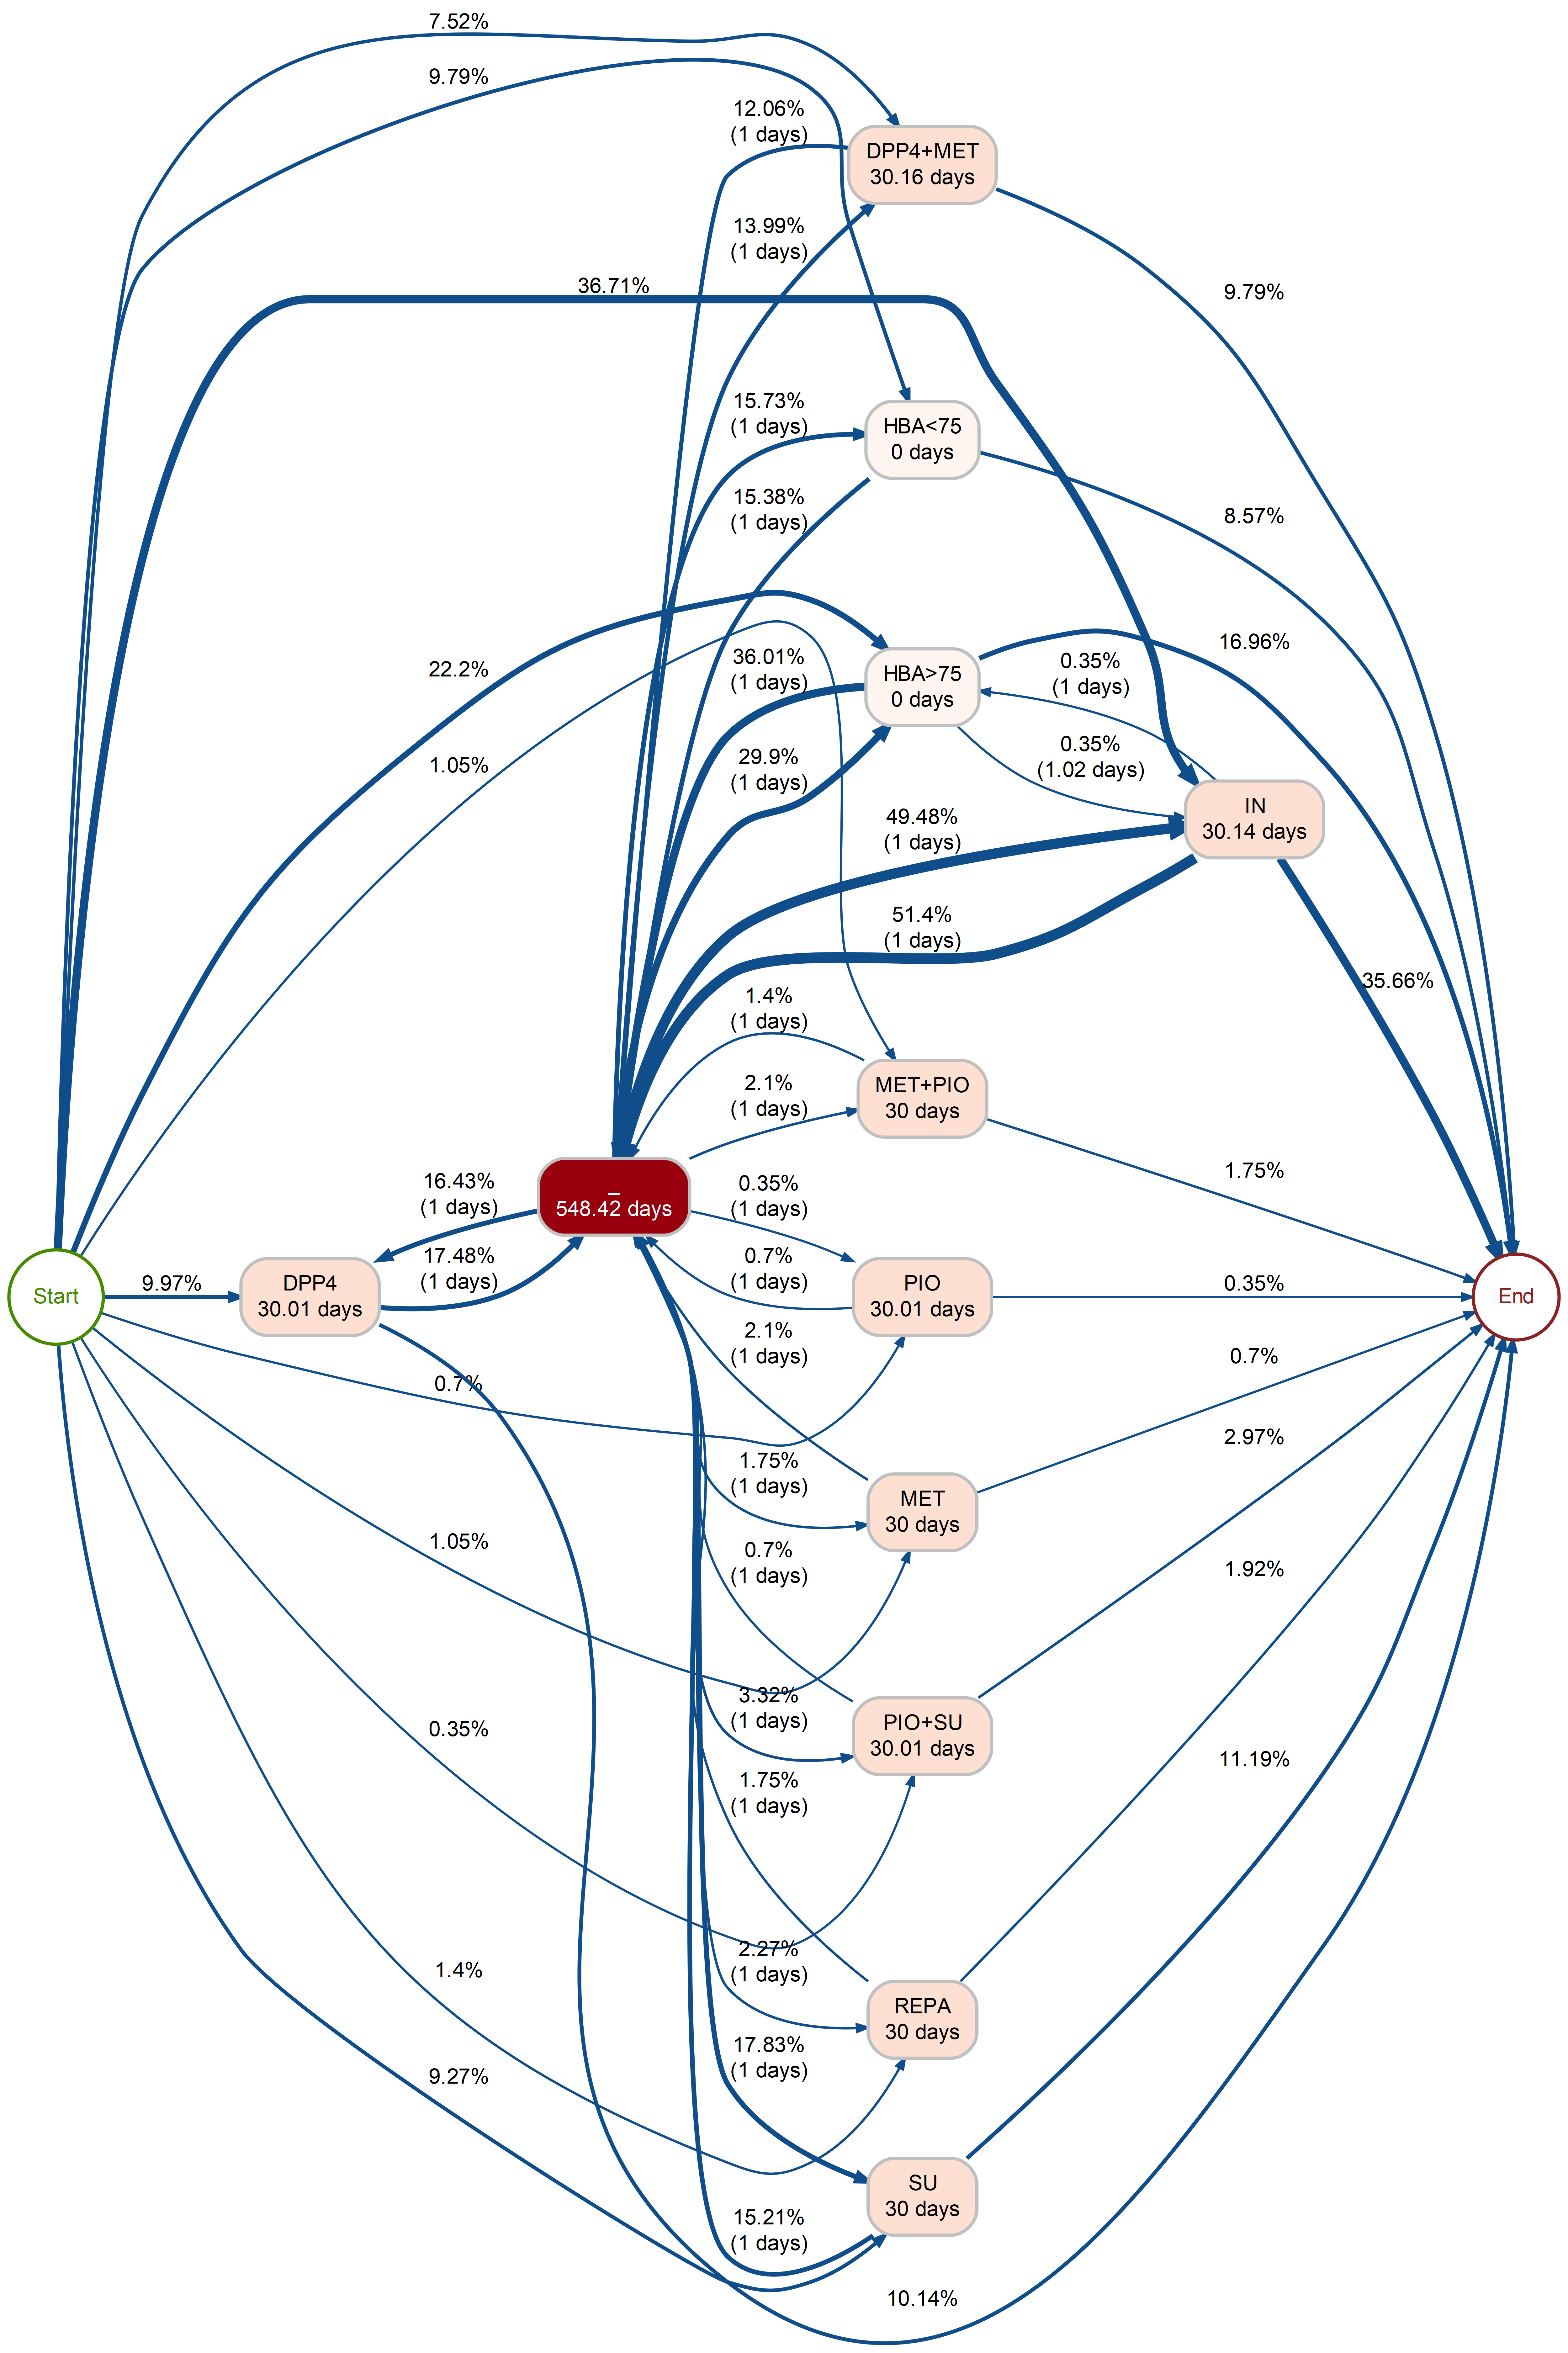 7.52%
9.79%
12.06%
(1 days)
DPP4+MET
30.16 days
13.99%
(1 days)
36.71%
9.79%
15.73%
(1 days)
HBA<75
0 days
15.38%
(1 days)
8.57%
22.2%
36.01%
(1 days)
HBA>75
0 days
16.96%
0.35%
(1 days)
1.05%
29.9%
(1 days)
0.35%
(1.02 days)
IN
30.14 days
49.48%
(1 days)
51.4%
(1 days)
35.66%
1.4%
(1 days)
MET+PIO
30 days
2.1%
(1 days)
1.75%
16.43%
(1 days)
_
548.42 days
0.35%
(1 days)
17.48%
(1 days)
0.7%
(1 days)
Start
9.97%
DPP4
30.01 days
PIO
30.01 days
0.35%
End
0.7%
2.1%
(1 days)
0.7%
1.75%
(1 days)
MET
30 days
2.97%
1.05%
0.7%
(1 days)
1.92%
3.32%
(1 days)
PIO+SU
30.01 days
0.35%
1.75%
(1 days)
11.19%
1.4%
2.27%
(1 days)
REPA
30 days
9.27%
17.83%
(1 days)
SU
30 days
15.21%
(1 days)
10.14%